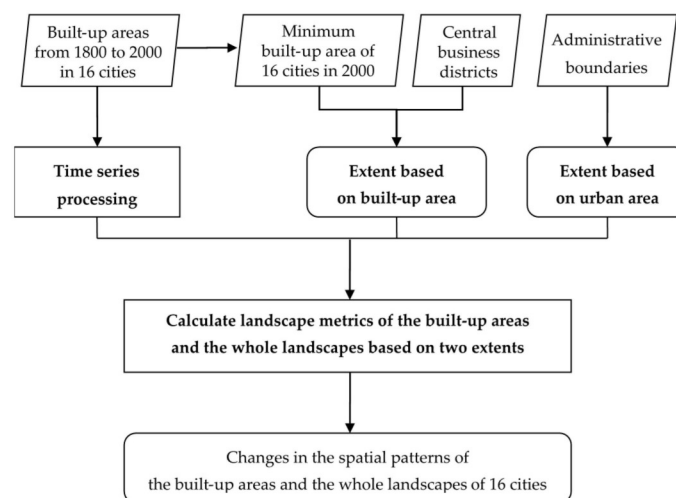 Built-up areas
from 1800 to 2000
in 16 cities
Minimum
built-up area of
16 cities in 2000
Central
business
districts
Administrative
boundaries
Time series
processing
Extent based
on built-up area
Extent based
on urban area
Calculate landscape metrics of the built-up areas
and the whole landscapes based on two extents
Changes in the spatial patterns of
the built-up areas and the whole landscapes of 16 cities